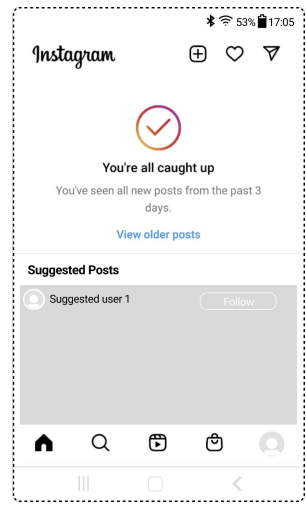 53% 17:05
Instagram
You're all caught up
You've seen all new posts from the past 3
days.
View older posts
Suggested Posts
Suggested user 1 Follow